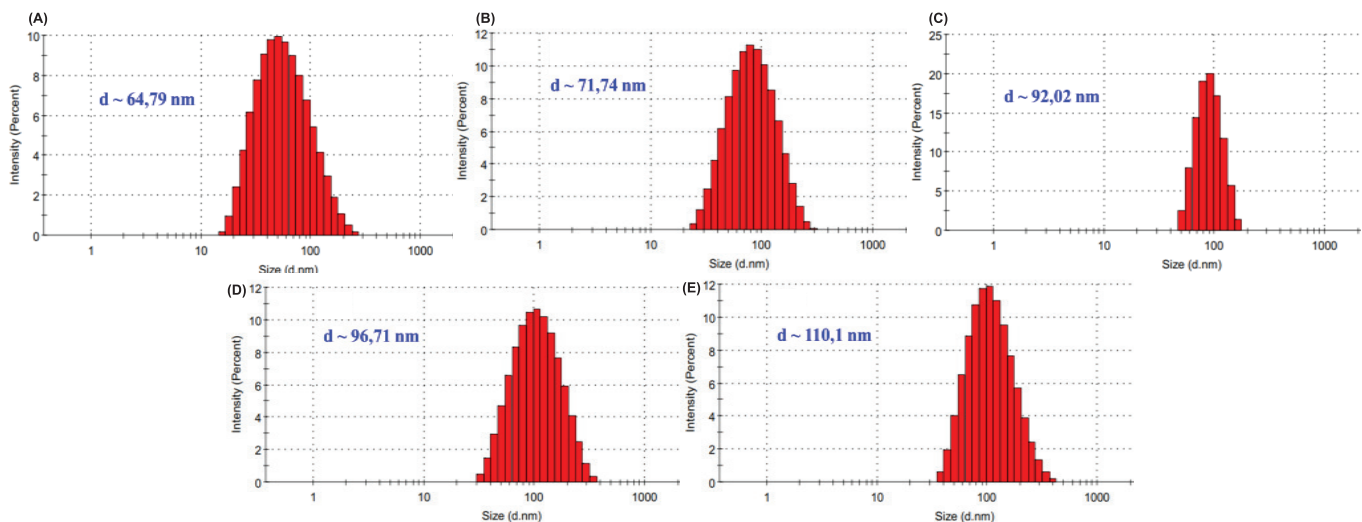 (A)
10
8
6
4
2
0
Intensity (Percent)
d ~ 64,79 nm
1 10 100 1000
Size (d.nm)
(B)
12
10
8
6
4
2
0
Intensity (Percent)
d ~ 71,74 nm
1 10 100 1000
Size (d.nm)
(C)
25
20
15
10
5
0
Intensity (Percent)
d ~ 92,02 nm
1 10 100 1000
Size (d.nm)
(D)
12
10
8
6
4
2
0
Intensity (Percent)
d ~ 96,71 nm
1 10 100 1000
Size (d.nm)
(E)
12
10
8
6
4
2
0
Intensity (Percent)
d ~ 110,1 nm
1 10 100 1000
Size (d.nm)